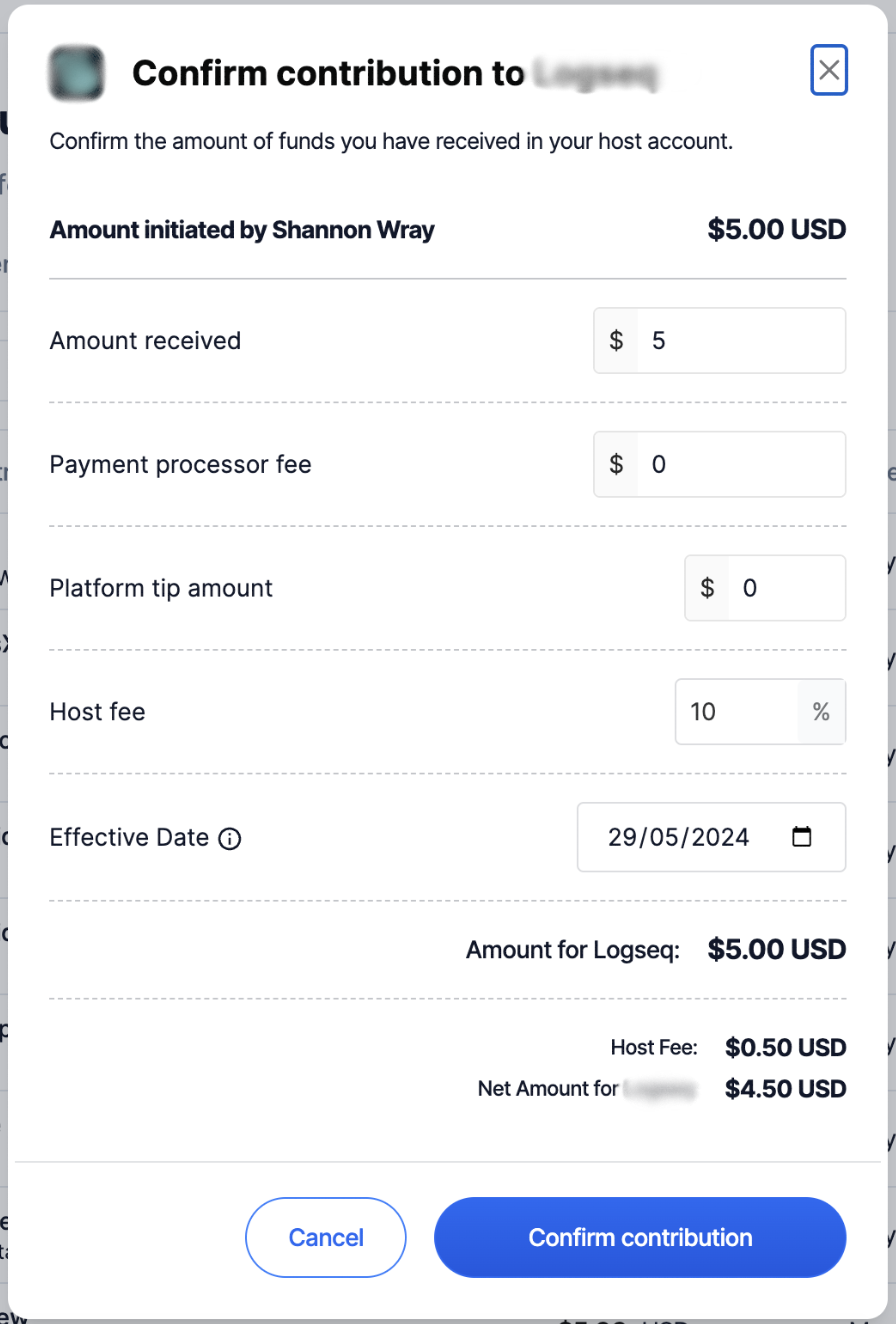 Confirm contribution to
Confirm the amount of funds you have received in your host account.
Amount initiated by Shannon Wray $5.00 USD
Amount received $ 5
Payment processor fee $ 0
Platform tip amount $ 0
Host fee 10 %
Effective Date 29/05/2024
Amount for Logseq: $5.00 USD
Host Fee: $0.50 USD
Net Amount for $4.50 USD
Cancel Confirm contribution